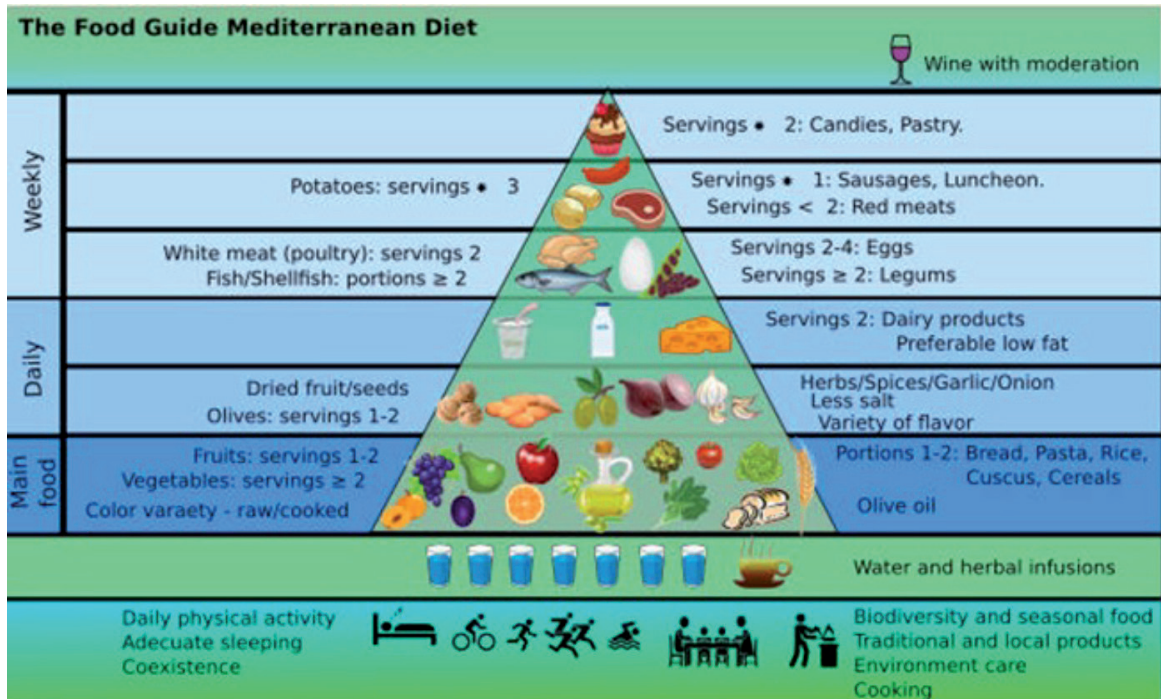 The Food Guide Mediterranean Diet
Wine with moderation
Weekly
Servings • 2: Candies, Pastry.
Potatoes: servings • 3
Servings • 1: Sausages, Luncheon.
Servings < 2: Red meats
White meat (poultry): servings 2
Fish/Shellfish: portions ≥ 2
Servings 2-4: Eggs
Servings ≥ 2: Legums
Daily
Servings 2: Dairy products
Preferable low fat
Dried fruit/seeds
Olives: servings 1-2
Herbs/Spices/Garlic/Onion
Less salt
Variety of flavor
Main
food
Fruits: servings 1-2
Vegetables: servings ≥ 2
Color varaety - raw/cooked
Portions 1-2: Bread, Pasta, Rice,
Cuscus, Cereals
Olive oil
Water and herbal infusions
Daily physical activity
Adecuate sleeping
Coexistence
Biodiversity and seasonal food
Traditional and local products
Environment care
Cooking